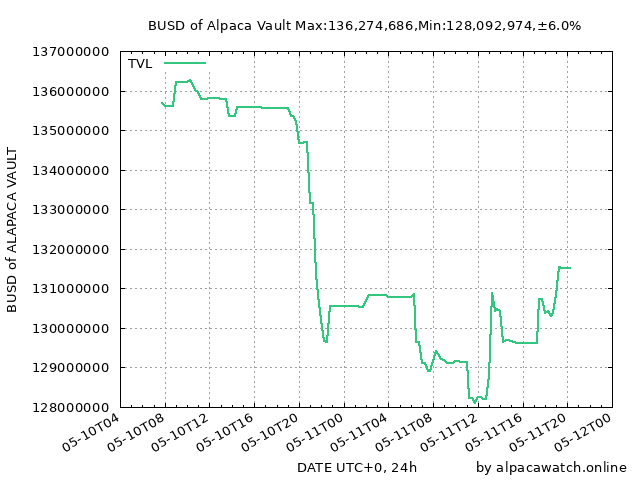 BUSD of Alpaca Vault Max:136,274,686,Min:128,092,974,±6.0%
TVL
137000000
136000000
135000000
134000000
133000000
132000000
131000000
130000000
129000000
128000000
BUSD of ALAPACA VAULT
05-10T04
05-10T08
05-10T12
05-10T16
05-10T20
05-11T00
05-11T04
05-11T08
05-11T12
05-11T16
05-11T20
05-12T00
DATE UTC+0, 24h
by alpacawatch.online